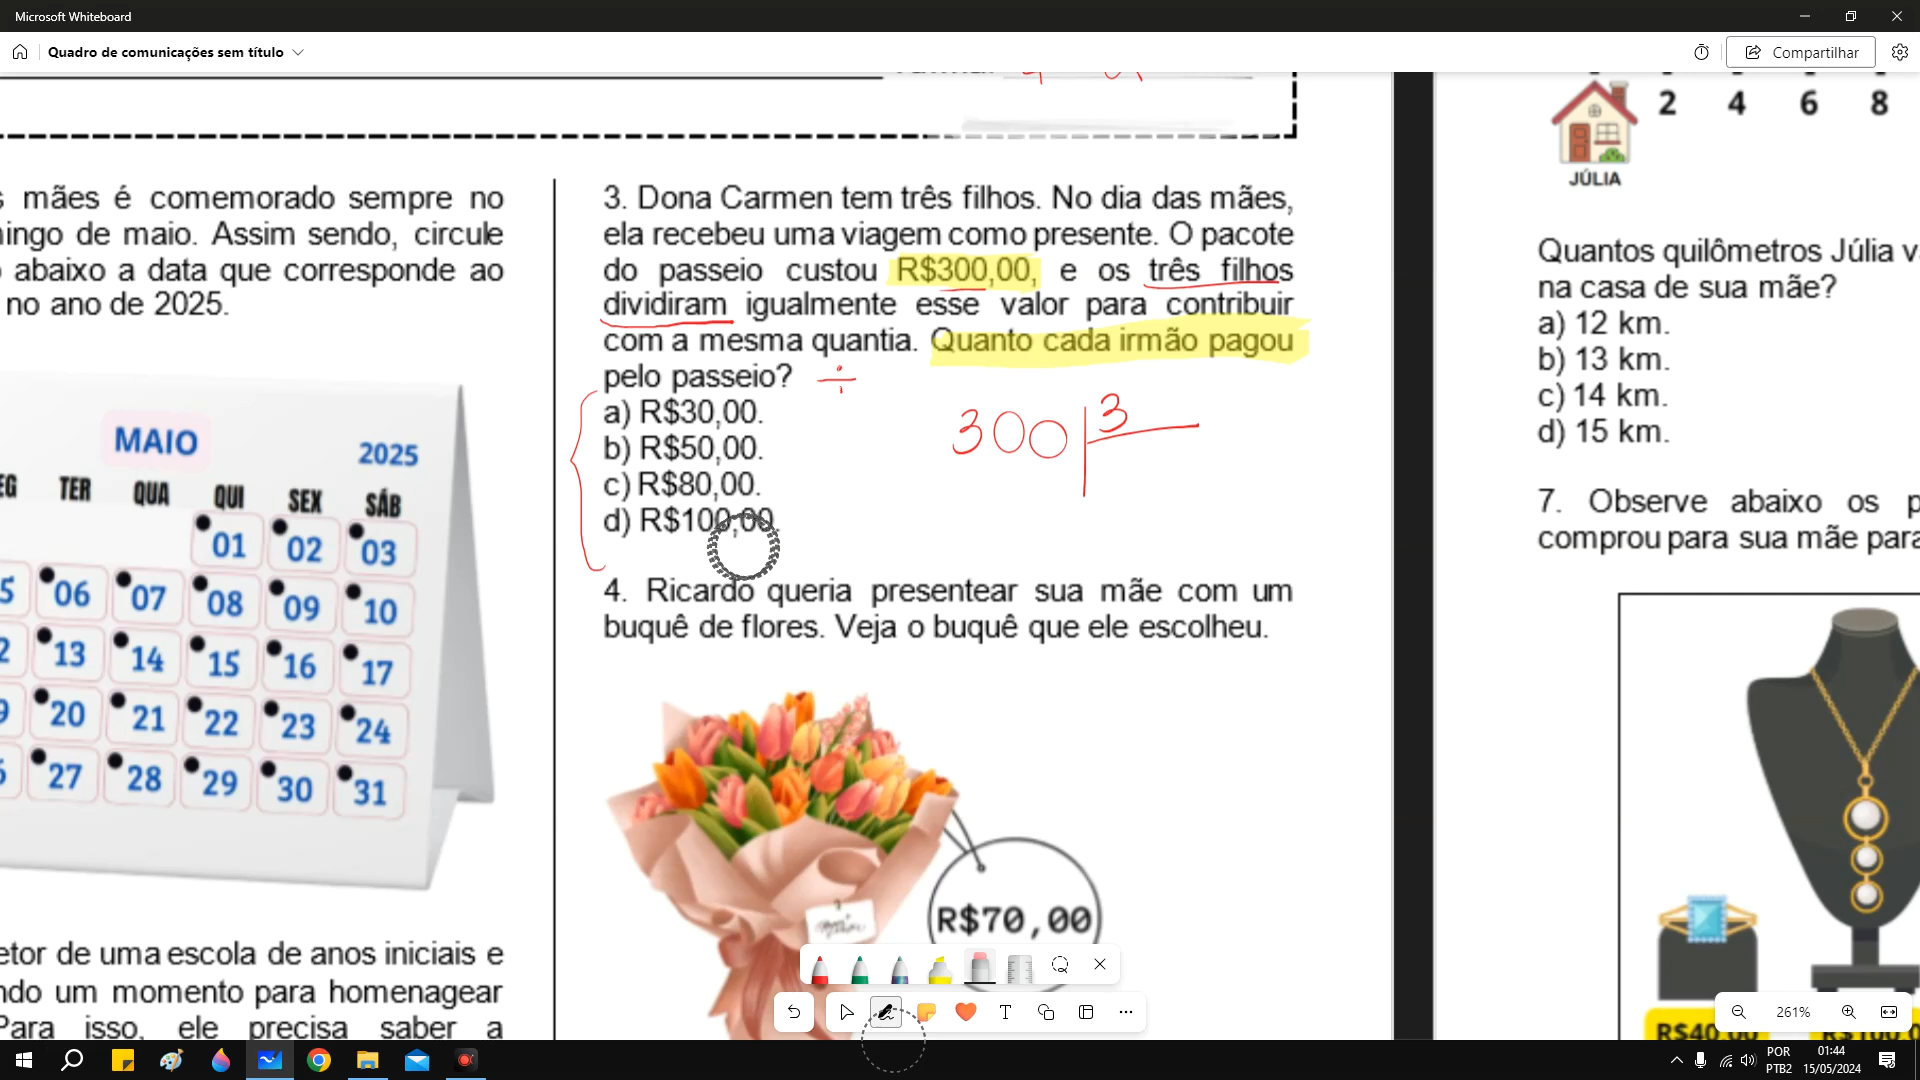 Microsoft Whiteboard
Quadro de comunicações sem título
Compartilhar
mães é comemorado sempre no
de maio. Assim sendo, circule
abaixo a data que corresponde ao
no ano de 2025.
MAIO
2025
TER QUA QUI SEX SÁB
01 02 03
06 07 08 09 10
13 14 15 16 17
20 21 22 23 24
27 28 29 30 31
de uma escola de anos iniciais e
um momento para homenagear
Para isso, ele precisa saber a
3. Dona Carmen tem três filhos. No dia das mães,
ela recebeu uma viagem como presente. O pacote
do passeio custou R$300,00, e os três filhos
dividiram igualmente esse valor para contribuir
com a mesma quantia. Quanto cada irmão pagou
pelo passeio? ÷
a) R$30,00.
b) R$50,00.
c) R$80,00.
d) R$100,00.
300 3
4. Ricardo queria presentear sua mãe com um
buquê de flores. Veja o buquê que ele escolheu.
R$70,00
2 4 6 8
JÚLIA
Quantos quilômetros Júlia
na casa de sua mãe?
a) 12 km.
b) 13 km.
c) 14 km.
d) 15 km.
7. Observe abaixo os
comprou para sua mãe
R$40,00
261%
POR
PTB2
01:44
15/05/2024